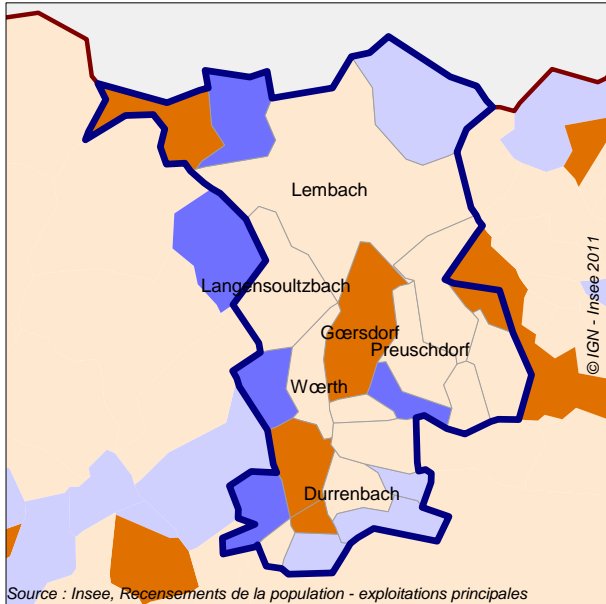 Lembach
Langensoultzbach
Gœrsdorf
Preuschdorf
Wœrth
Durrenbach
© IGN - Insee 2011
Source : Insee, Recensements de la population - exploitations principales